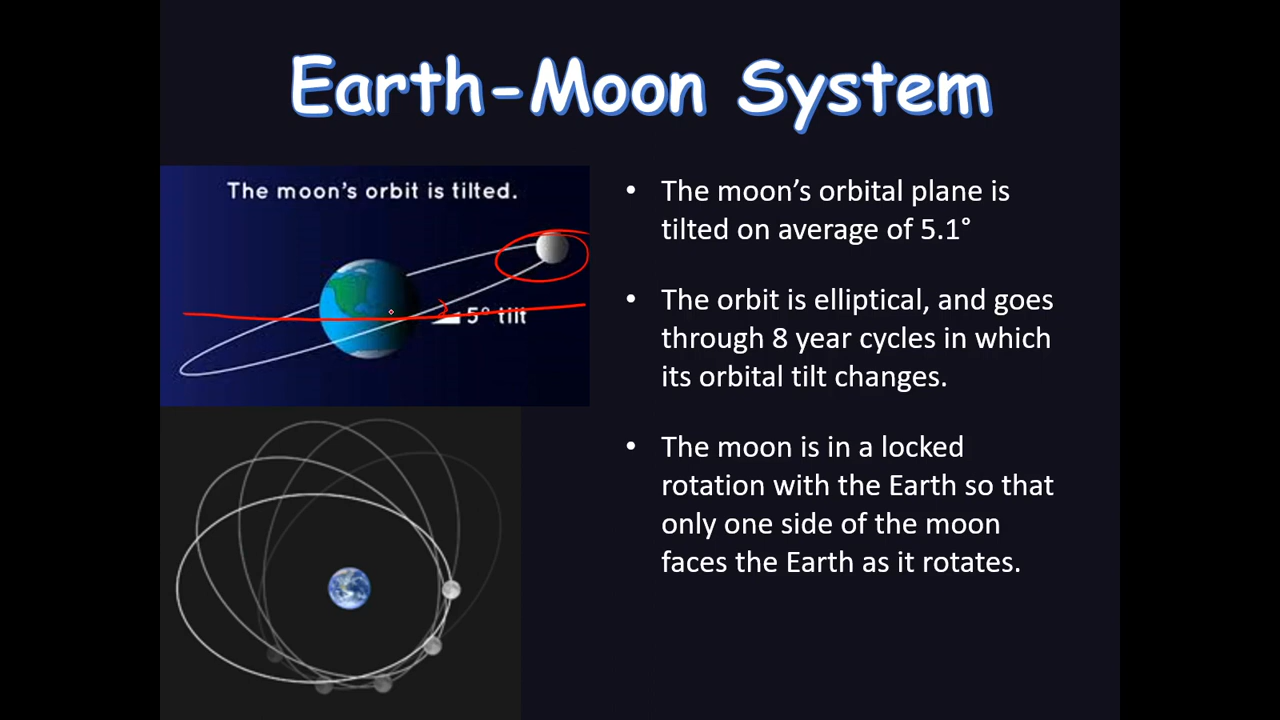 Earth-Moon System
The moon's orbit is tilted.
5° tilt
• The moon's orbital plane is
tilted on average of 5.1°
• The orbit is elliptical, and goes
through 8 year cycles in which
its orbital tilt changes.
• The moon is in a locked
rotation with the Earth so that
only one side of the moon
faces the Earth as it rotates.